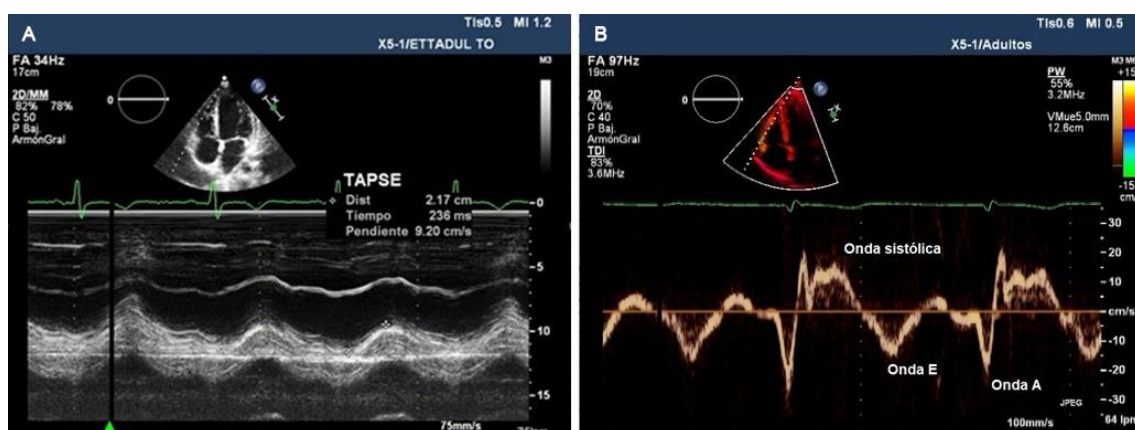 A
TIs0.5 MI 1.2
X5-1/ETTADUL TO
FA 34Hz
17cm
M3
2D/MM
82% 78%
C 50
P Baj.
ArmónGral
0
P
TAPSE
Dist 2.17 cm
Tiempo 236 ms
Pendiente 9.20 cm/s
0
5
10
15
75mm/s
B
TIs0.6 MI 0.5
X5-1/Adultos
FA 97Hz
19cm
M3
+15
PW
55%
3.2MHz
VMue5.0mm
12.6cm
2D
70%
C 40
P Baj.
ArmónGral
TDI
83%
3.6MHz
0
P
-15
cm/s
30
20
10
cm/s
-10
-20
-30
Onda sistólica
Onda E
Onda A
JPEG
100mm/s
64 lpm